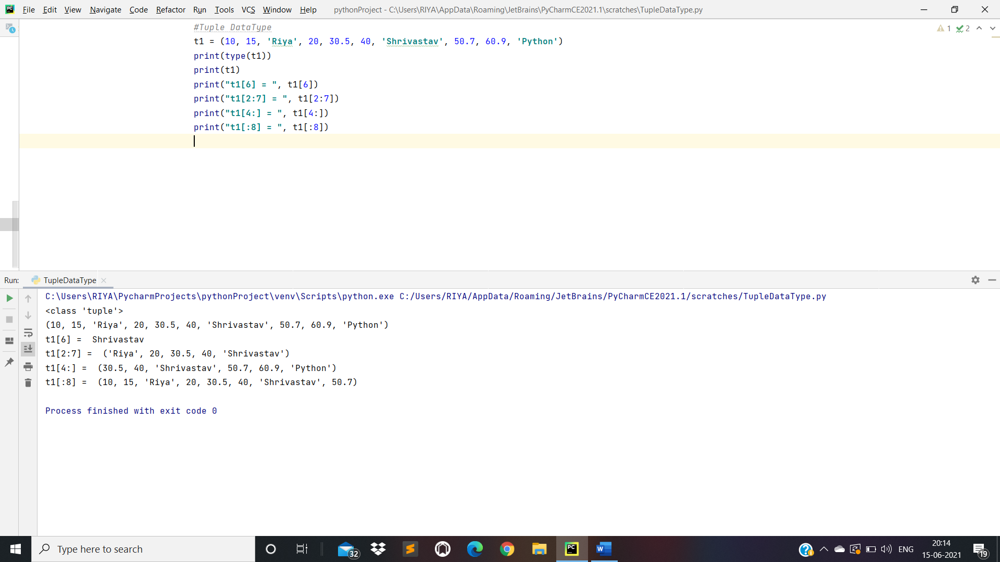 PC File Edit View Navigate Code Refactor Run Tools VCS Window Help pythonProject - C:\Users\RIYA\AppData\Roaming\JetBrains\PyCharmCE2021.1\scratches\TupleDataType.py
#Tuple DataType
1 2
t1 = (10, 15, 'Riya', 20, 30.5, 40, 'Shrivastav', 50.7, 60.9, 'Python')
print(type(t1))
print(t1)
print("t1[6] = ", t1[6])
print("t1[2:7] = ", t1[2:7])
print("t1[4:] = ", t1[4:])
print("t1[:8] = ", t1[:8])
Run: TupleDataType
C:\Users\RIYA\PycharmProjects\pythonProject\venv\Scripts\python.exe C:/Users/RIYA/AppData/Roaming/JetBrains/PyCharmCE2021.1/scratches/TupleDataType.py
<class 'tuple'>
(10, 15, 'Riya', 20, 30.5, 40, 'Shrivastav', 50.7, 60.9, 'Python')
t1[6] =  Shrivastav
t1[2:7] =  ('Riya', 20, 30.5, 40, 'Shrivastav')
t1[4:] =  (30.5, 40, 'Shrivastav', 50.7, 60.9, 'Python')
t1[:8] =  (10, 15, 'Riya', 20, 30.5, 40, 'Shrivastav', 50.7)
Process finished with exit code 0
Type here to search 32 PC W ENG 20:14
15-06-2021 19